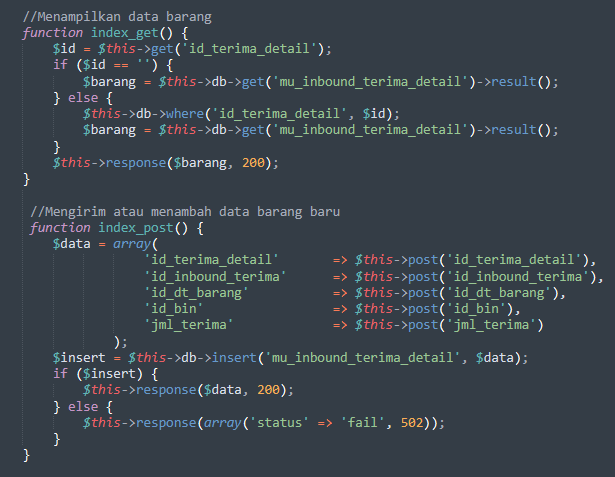 //Menampilkan data barang
function index_get() {
    $id = $this->get('id_terima_detail');
    if ($id == '') {
        $barang = $this->db->get('mu_inbound_terima_detail')->result();
    } else {
        $this->db->where('id_terima_detail', $id);
        $barang = $this->db->get('mu_inbound_terima_detail')->result();
    }
    $this->response($barang, 200);
}
//Mengirim atau menambah data barang baru
function index_post() {
    $data = array(
                'id_terima_detail'       => $this->post('id_terima_detail'),
                'id_inbound_terima'      => $this->post('id_inbound_terima'),
                'id_dt_barang'           => $this->post('id_dt_barang'),
                'id_bin'                 => $this->post('id_bin'),
                'jml_terima'             => $this->post('jml_terima')
            );
    $insert = $this->db->insert('mu_inbound_terima_detail', $data);
    if ($insert) {
        $this->response($data, 200);
    } else {
        $this->response(array('status' => 'fail', 502));
    }
}